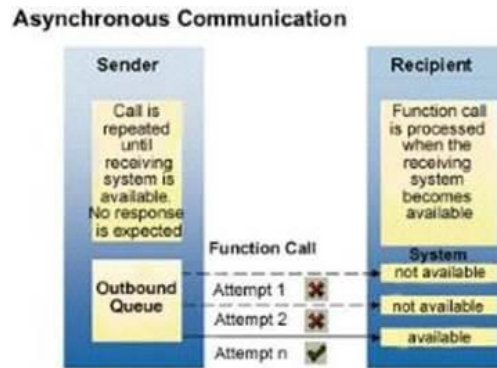 Asynchronous Communication
Sender
Call is
repeated
until
receiving
system is
available.
No response
is expected
Outbound
Queue
Function Call
Attempt 1
Attempt 2
Attempt n
Recipient
Function call
is processed
when the
receiving
system
becomes
available
System
not available
not available
available